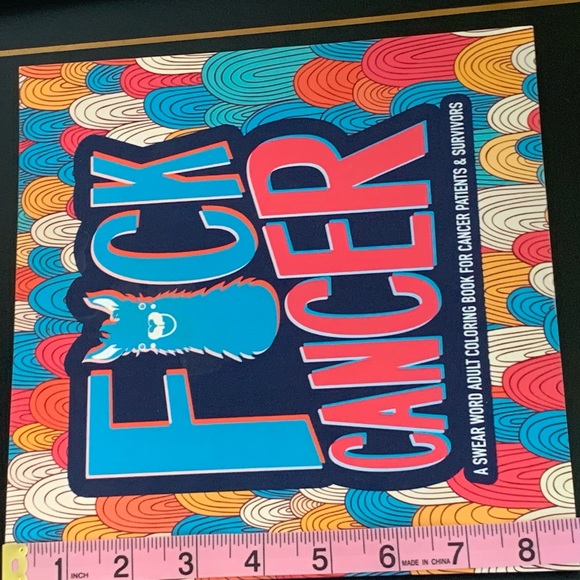 F CK
CANCER
A SWEAR WORD ADULT COLORING BOOK FOR CANCER PATIENTS & SURVIVORS
1 INCH 2 3 4 5 6 MADE IN CHINA 7 8